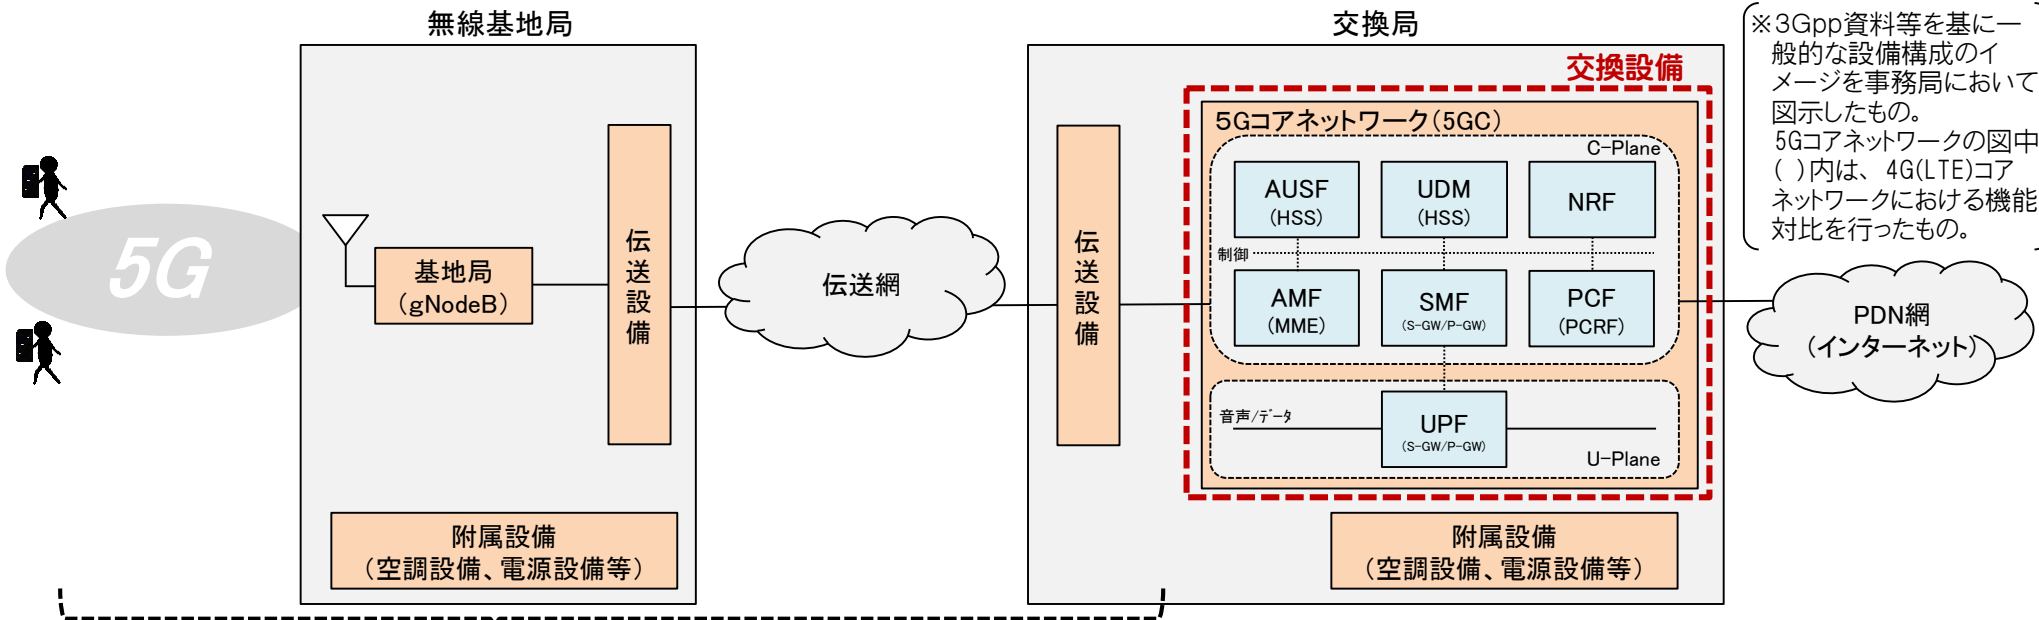 無線基地局
交換局
※3Gpp資料等を基に一
般的な設備構成のイ
メージを事務局において
図示したもの。
5Gコアネットワークの図中
( )内は、4G(LTE)コア
ネットワークにおける機能
対比を行ったもの。
交換設備
5Gコアネットワーク(5GC)
C-Plane
AUSF
(HSS)
UDM
(HSS)
NRF
制御
AMF
(MME)
SMF
(S-GW/P-GW)
PCF
(PCRF)
音声/ﾃﾞｰﾀ
UPF
(S-GW/P-GW)
U-Plane
5G
基地局
(gNodeB)
伝送設備
伝送網
伝送設備
PDN網
(インターネット)
附属設備
(空調設備、電源設備等)
附属設備
(空調設備、電源設備等)